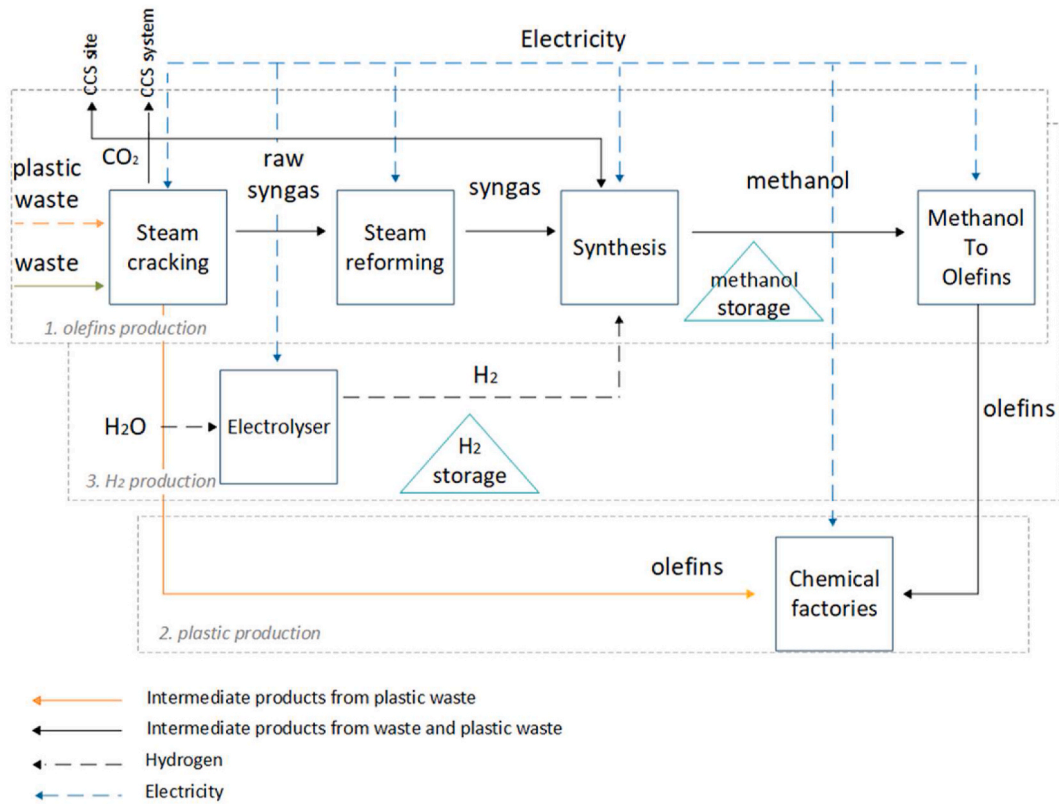 Electricity
CCS site
CCS system
CO₂
plastic
waste
waste
raw
syngas
syngas
methanol
Steam
cracking
Steam
reforming
Synthesis
Methanol
To
Olefins
methanol
storage
1. olefins production
H₂
olefins
H₂O
Electrolyser
H₂
storage
3. H₂ production
olefins
Chemical
factories
2. plastic production
Intermediate products from plastic waste
Intermediate products from waste and plastic waste
Hydrogen
Electricity